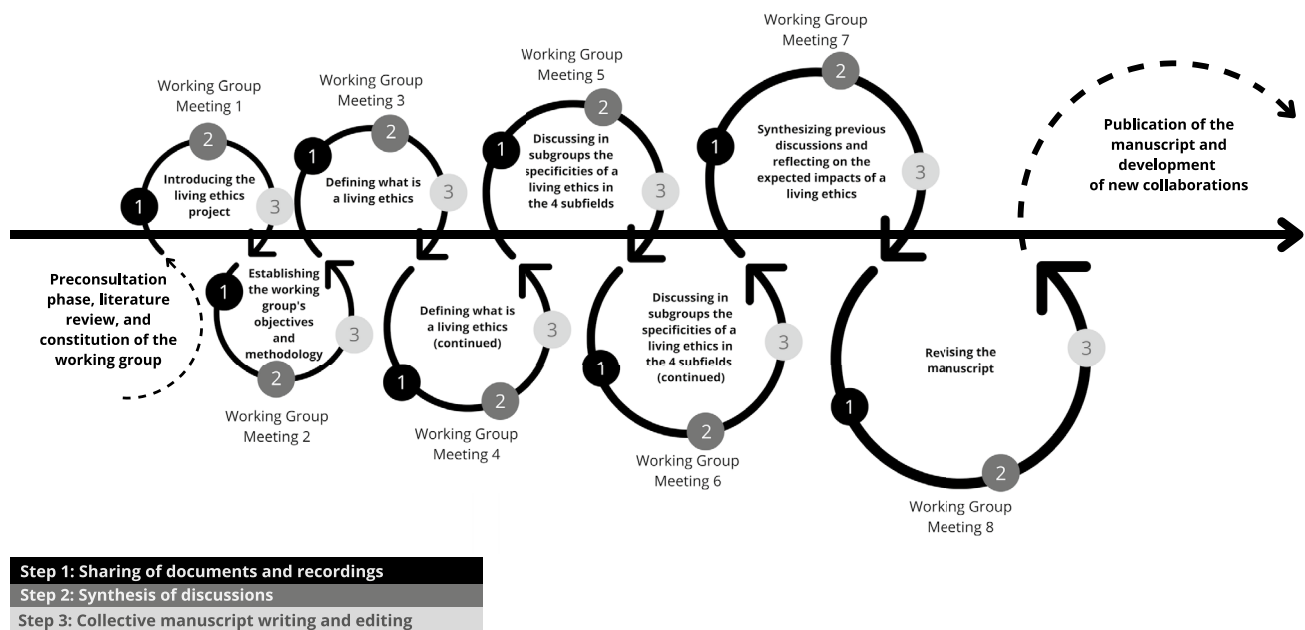 Working Group
Meeting 1
2
1
Introducing the
living ethics
project
3
Working Group
Meeting 3
2
1
Defining what is
a living ethics
3
Working Group
Meeting 5
2
1
Discussing in
subgroups the
specificities of a
living ethics in
the 4 subfields
3
Working Group
Meeting 7
2
1
Synthesizing previous
discussions and
reflecting on the
expected impacts of a
living ethics
3
Publication of the
manuscript and
development
of new collaborations
Preconsultation
phase, literature
review, and
constitution of the
working group
1
Establishing
the working
group's
objectives
and
methodology
3
2
Working Group
Meeting 2
Defining what is
a living ethics
(continued)
3
1
2
Working Group
Meeting 4
Discussing in
subgroups the
specificities of a
living ethics in
the 4 subfields
(continued)
3
1
2
Working Group
Meeting 6
Revising the
manuscript
3
1
2
Working Group
Meeting 8
Step 1: Sharing of documents and recordings
Step 2: Synthesis of discussions
Step 3: Collective manuscript writing and editing